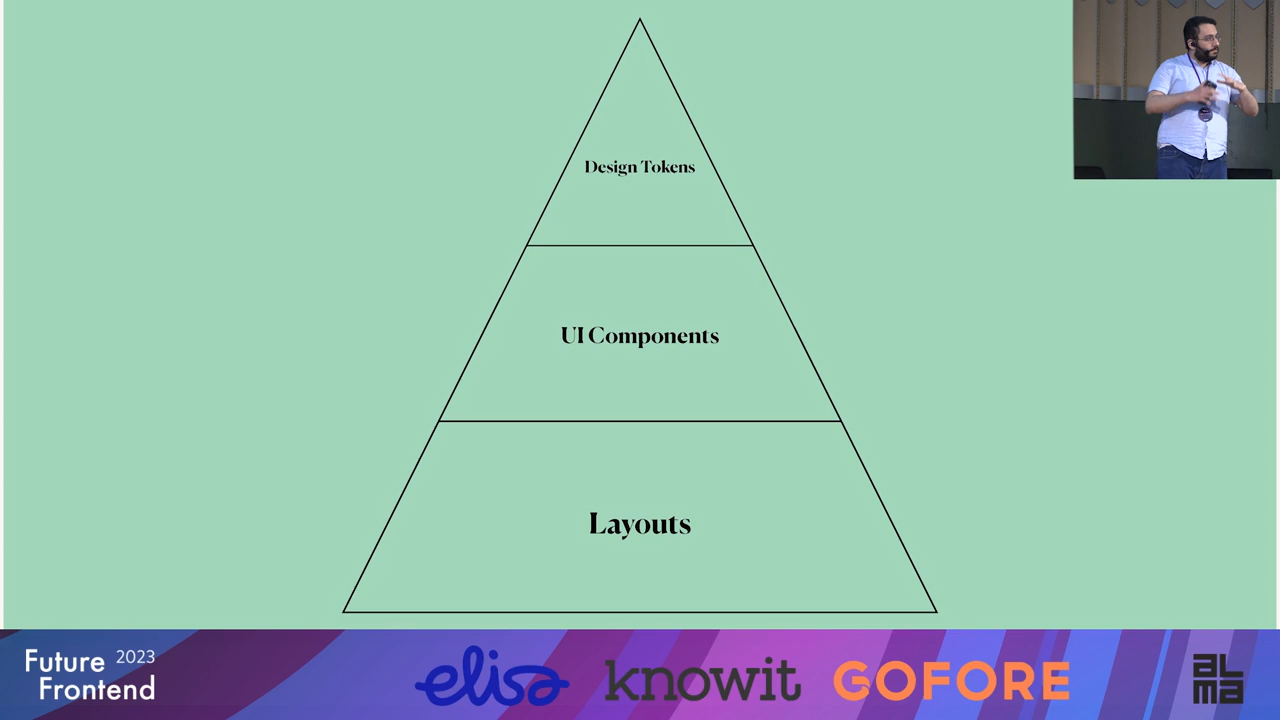 Design Tokens
UI Components
Layouts
Future 2023
Frontend
elisa
knowit
GOFORE
aLma